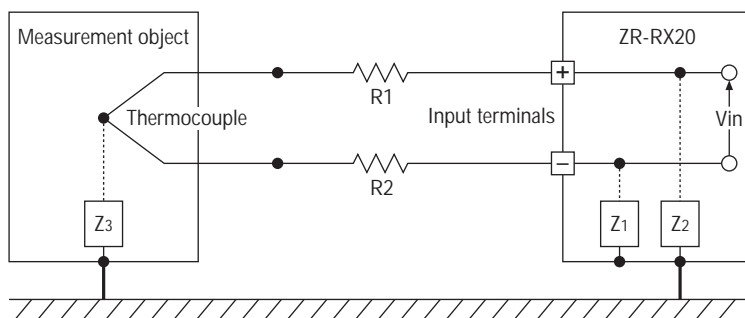 Measurement object
ZR-RX20
+
R1
Thermocouple
Input terminals
Vin
−
R2
Z3
Z1
Z2